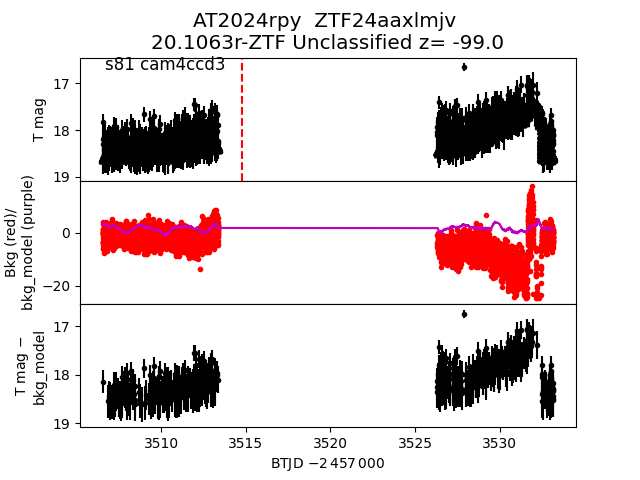 AT2024rpy  ZTF24aaxlmjv
20.1063r-ZTF Unclassified z= -99.0
s81 cam4ccd3
17
18
19
T mag
0
−20
Bkg (red)/
bkg_model (purple)
17
18
19
T mag −
bkg_model
3510
3515
3520
3525
3530
BTJD −2 457 000